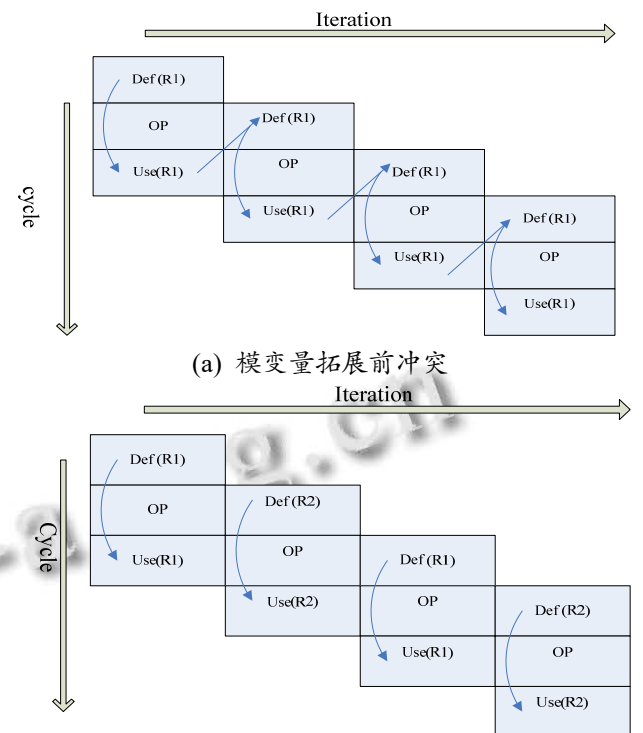 Iteration
Def(R1)
OP Def(R1)
Use(R1) OP Def(R1)
Use(R1) OP Def(R1)
Use(R1) OP
Use(R1)
cycle
(a) 模变量拓展前冲突
Iteration
Def(R1)
OP Def(R2)
Use(R1) OP Def(R1)
Use(R2) OP Def(R2)
Use(R1) OP
Use(R2)
Cycle
g.cn